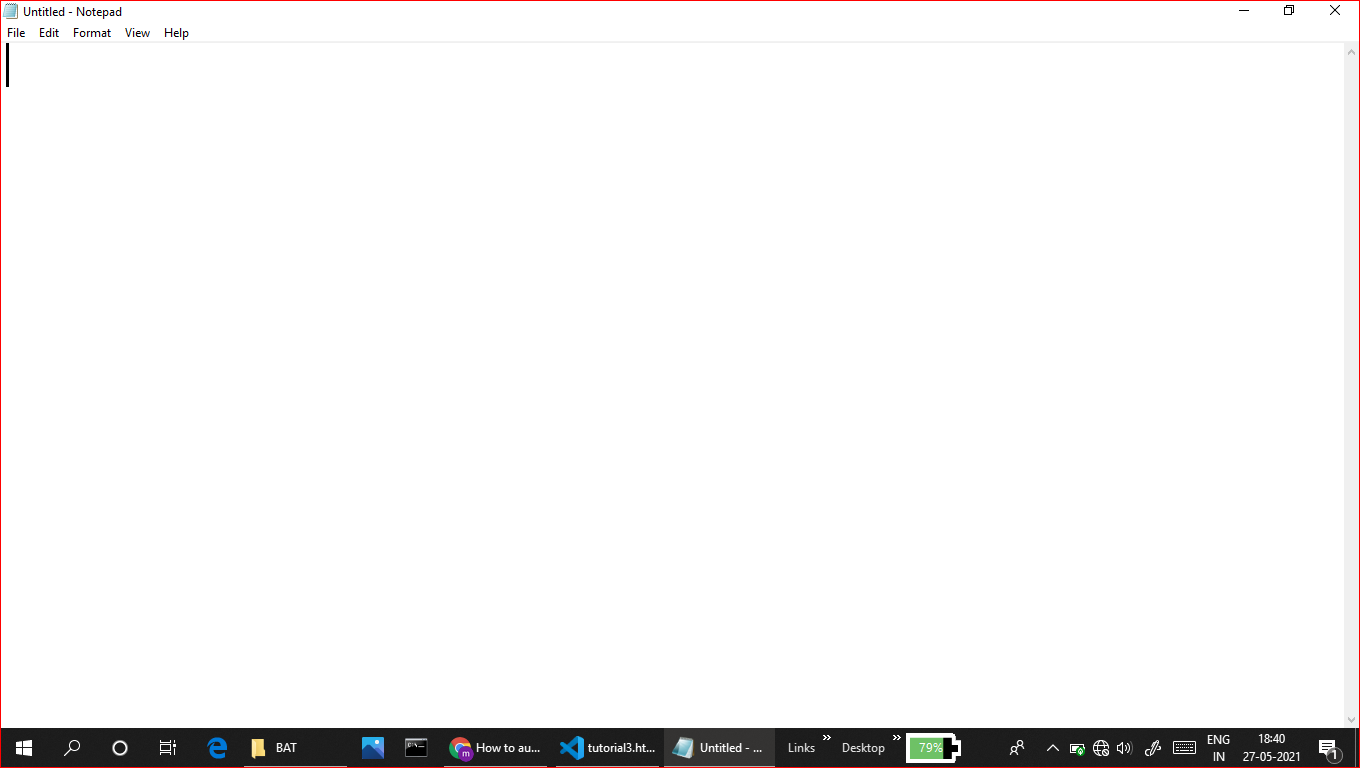 Untitled - Notepad
File Edit Format View Help
BAT
How to au...
tutorial3.ht...
Untitled - ...
Links
Desktop
79%
ENG
IN
18:40
27-05-2021
1